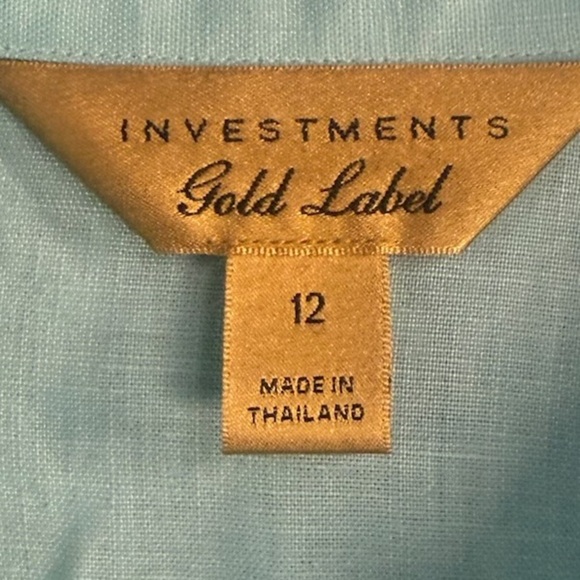 INVESTMENTS
Gold Label
12
MADE IN
THAILAND